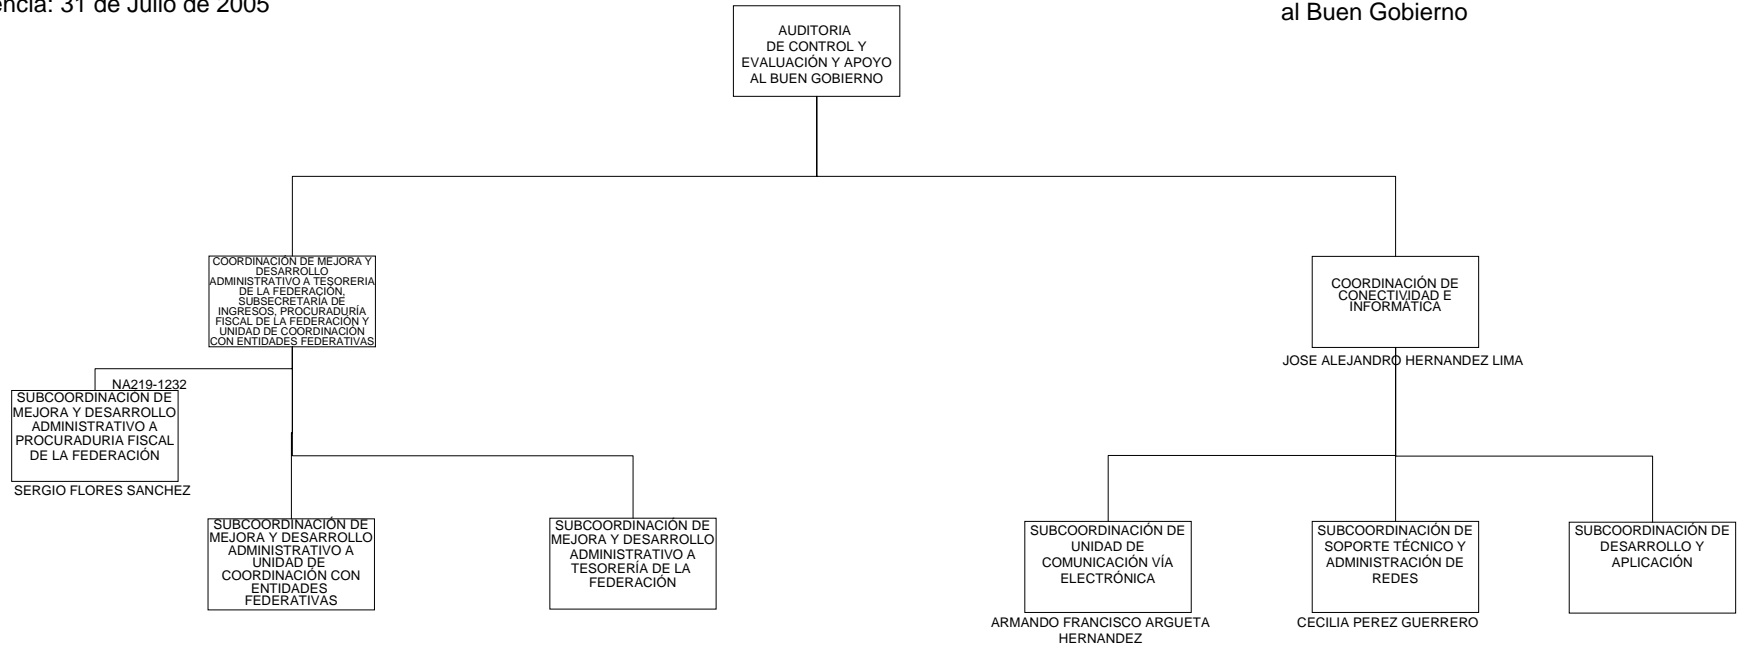 encia: 31 de Julio de 2005
al Buen Gobierno
AUDITORIA
DE CONTROL Y
EVALUACIÓN Y APOYO
AL BUEN GOBIERNO
COORDINACIÓN DE MEJORA Y
DESARROLLO
ADMINISTRATIVO A TESORERIA
DE LA FEDERACIÓN,
SUBSECRETARÍA DE
INGRESOS, PROCURADURÍA
FISCAL DE LA FEDERACIÓN Y
UNIDAD DE COORDINACIÓN
CON ENTIDADES FEDERATIVAS
COORDINACIÓN DE
CONECTIVIDAD E
INFORMÁTICA
JOSE ALEJANDRO HERNANDEZ LIMA
NA219-1232
SUBCOORDINACIÓN DE
MEJORA Y DESARROLLO
ADMINISTRATIVO A
PROCURADURIA FISCAL
DE LA FEDERACIÓN
SERGIO FLORES SANCHEZ
SUBCOORDINACIÓN DE
MEJORA Y DESARROLLO
ADMINISTRATIVO A
UNIDAD DE
COORDINACIÓN CON
ENTIDADES
FEDERATIVAS
SUBCOORDINACIÓN DE
MEJORA Y DESARROLLO
ADMINISTRATIVO A
TESORERÍA DE LA
FEDERACIÓN
SUBCOORDINACIÓN DE
UNIDAD DE
COMUNICACIÓN VÍA
ELECTRÓNICA
ARMANDO FRANCISCO ARGUETA
HERNANDEZ
SUBCOORDINACIÓN DE
SOPORTE TÉCNICO Y
ADMINISTRACIÓN DE
REDES
CECILIA PEREZ GUERRERO
SUBCOORDINACIÓN DE
DESARROLLO Y
APLICACIÓN